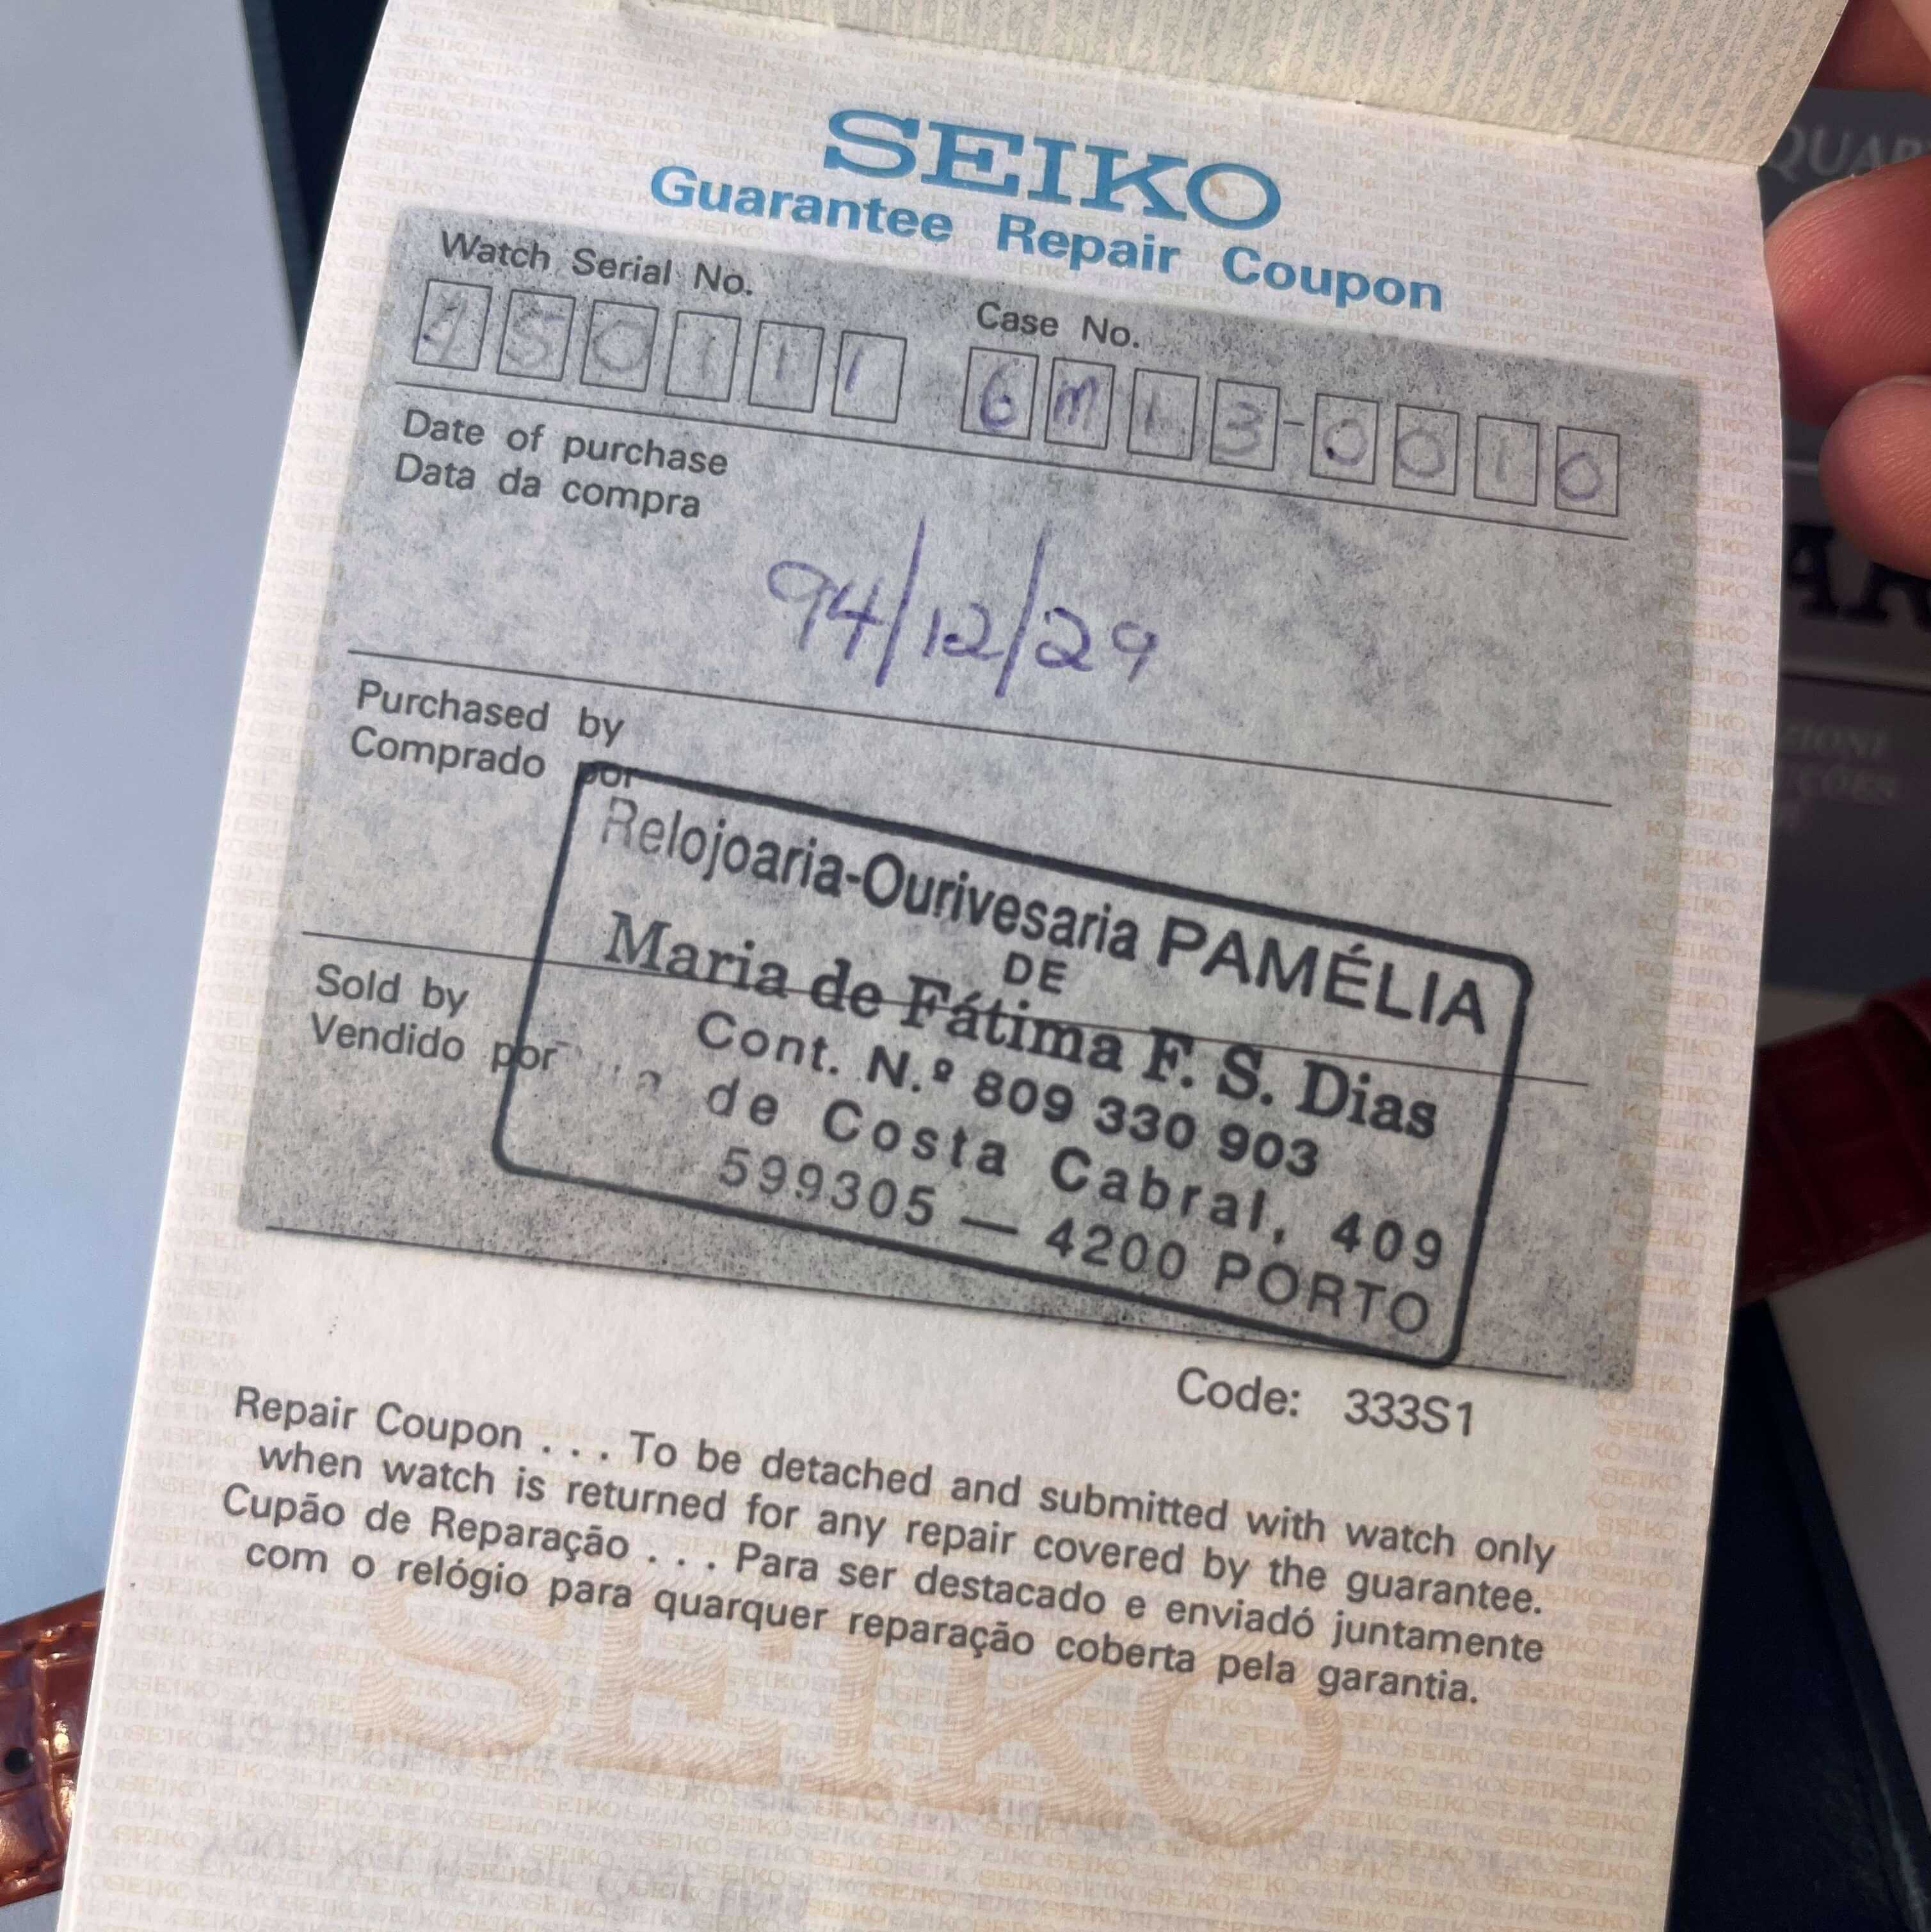 SEIKO
Guarantee Repair Coupon
Watch Serial No.
450111
Case No.
6M13-0010
Date of purchase
Data da compra
94/12/29
Purchased by
Comprado por
Relojoaria-Ourivesaria PAMÉLIA
DE
Maria de Fátima F. S. Dias
Cont. N.º 809 330 903
de Costa Cabral, 409
599305 — 4200 PORTO
Sold by
Vendido por
Code: 333S1
Repair Coupon . . . To be detached and submitted with watch only
when watch is returned for any repair covered by the guarantee.
Cupão de Reparação . . . Para ser destacado e enviadó juntamente
com o relógio para quarquer reparação coberta pela garantia.
SEIKO